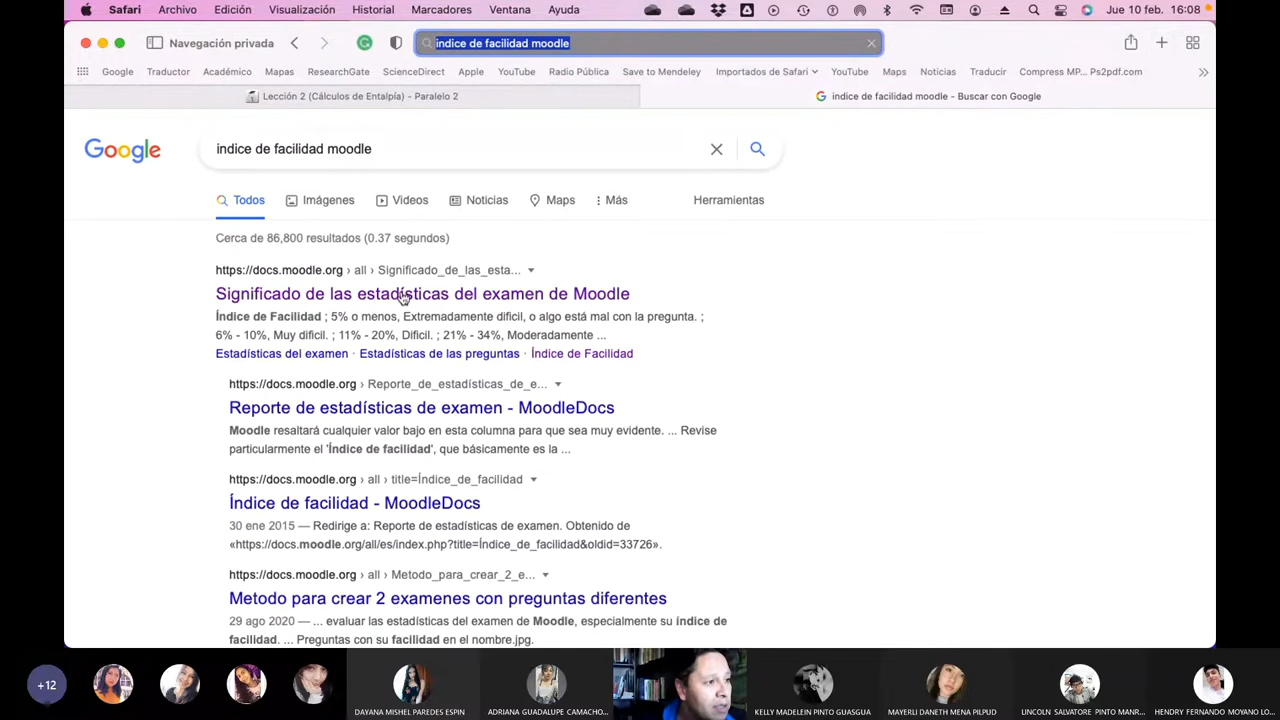 Safari Archivo Edición Visualización Historial Marcadores Ventana Ayuda Jue 10 feb. 16:08
Navegación privada indice de facilidad moodle
Google Traductor Académico Mapas ResearchGate ScienceDirect Apple YouTube Radio Pública Save to Mendeley Importados de Safari YouTube Maps Noticias Traducir Compress MP... Ps2pdf.com
Lección 2 (Cálculos de Entalpía) - Paralelo 2 indice de facilidad moodle - Buscar con Google
Google indice de facilidad moodle
Todos Imágenes Videos Noticias Maps Más Herramientas
Cerca de 86,800 resultados (0.37 segundos)
https://docs.moodle.org › all › Significado_de_las_esta...
Significado de las estadísticas del examen de Moodle
Índice de Facilidad ; 5% o menos, Extremadamente dificil, o algo está mal con la pregunta. ;
6% - 10%, Muy dificil. ; 11% - 20%, Dificil. ; 21% - 34%, Moderadamente ...
Estadísticas del examen · Estadísticas de las preguntas · Índice de Facilidad
https://docs.moodle.org › Reporte_de_estadísticas_de_e...
Reporte de estadísticas de examen - MoodleDocs
Moodle resaltará cualquier valor bajo en esta columna para que sea muy evidente. ... Revise
particularmente el 'Índice de facilidad', que básicamente es la ...
https://docs.moodle.org › all › title=Índice_de_facilidad
Índice de facilidad - MoodleDocs
30 ene 2015 — Redirige a: Reporte de estadísticas de examen. Obtenido de
«https://docs.moodle.org/all/es/index.php?title=Índice_de_facilidad&oldid=33726».
https://docs.moodle.org › all › Metodo_para_crear_2_e...
Metodo para crear 2 examenes con preguntas diferentes
29 ago 2020 — ... evaluar las estadísticas del examen de Moodle, especialmente su índice de
facilidad. ... Preguntas con su facilidad en el nombre.jpg.
+12
DAYANA MISHEL PAREDES ESPIN ADRIANA GUADALUPE CAMACHO... KELLY MADELEIN PINTO GUASGUA MAYERLI DANETH MENA PILPUD LINCOLN SALVATORE PINTO MANR... HENDRY FERNANDO MOYANO LO...